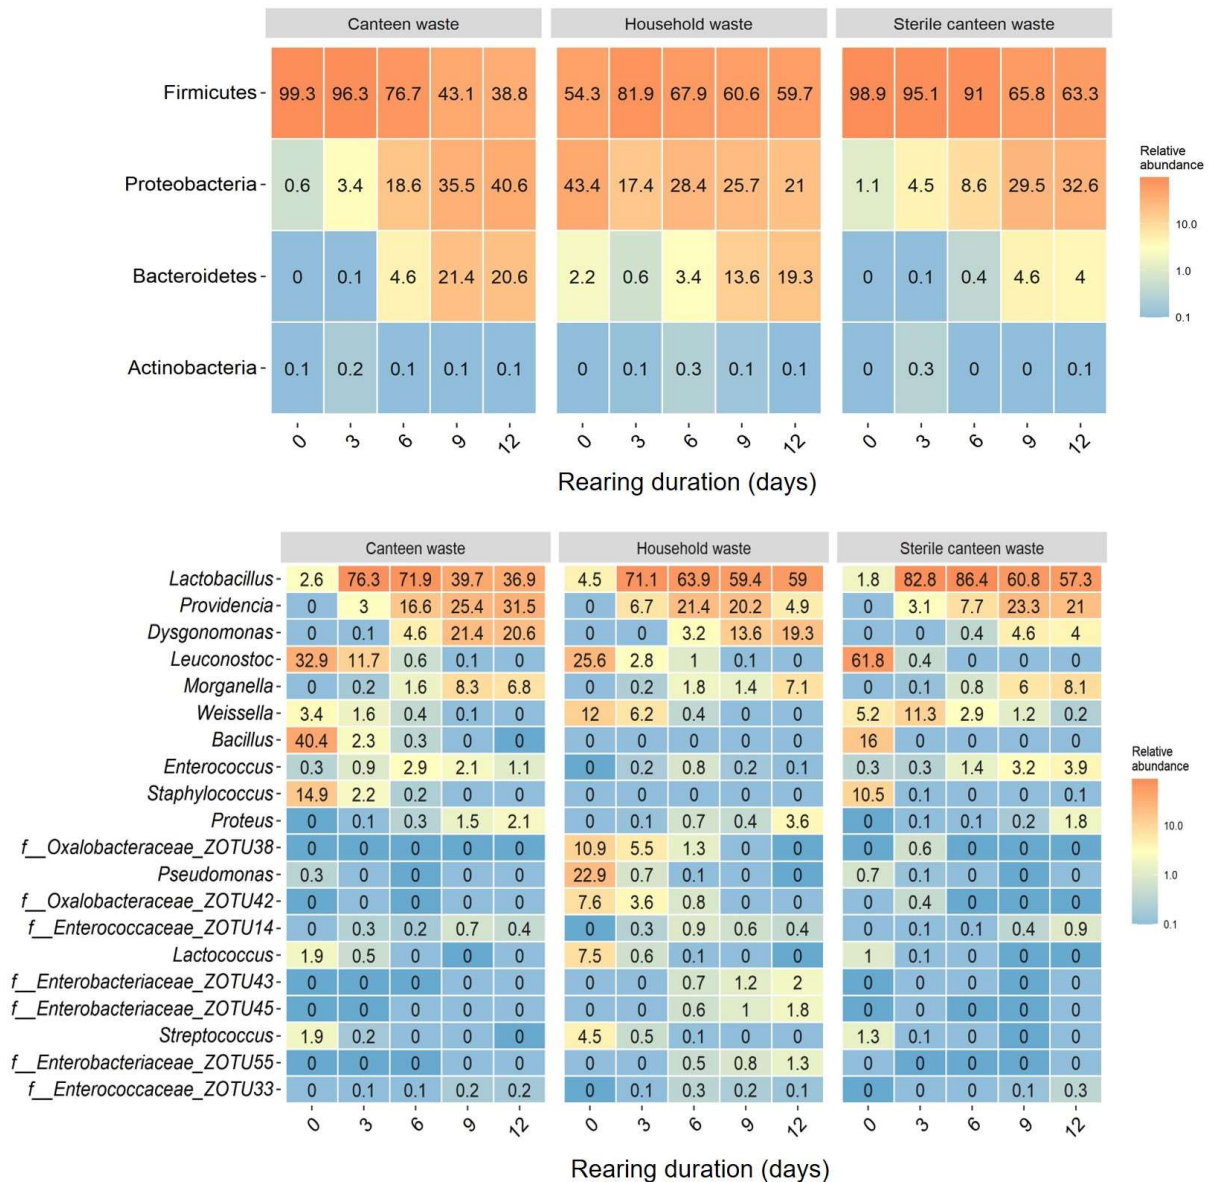 Canteen waste Household waste Sterile canteen waste
Firmicutes 99.3 96.3 76.7 43.1 38.8 54.3 81.9 67.9 60.6 59.7 98.9 95.1 91 65.8 63.3
Proteobacteria 0.6 3.4 18.6 35.5 40.6 43.4 17.4 28.4 25.7 21 1.1 4.5 8.6 29.5 32.6
Bacteroidetes 0 0.1 4.6 21.4 20.6 2.2 0.6 3.4 13.6 19.3 0 0.1 0.4 4.6 4
Actinobacteria 0.1 0.2 0.1 0.1 0.1 0 0.1 0.3 0.1 0.1 0 0.3 0 0 0.1
0 3 6 9 12 0 3 6 9 12 0 3 6 9 12
Rearing duration (days)
Relative
abundance
10.0
1.0
0.1
Canteen waste Household waste Sterile canteen waste
Lactobacillus 2.6 76.3 71.9 39.7 36.9 4.5 71.1 63.9 59.4 59 1.8 82.8 86.4 60.8 57.3
Providencia 0 3 16.6 25.4 31.5 0 6.7 21.4 20.2 4.9 0 3.1 7.7 23.3 21
Dysgonomonas 0 0.1 4.6 21.4 20.6 0 0 3.2 13.6 19.3 0 0 0.4 4.6 4
Leuconostoc 32.9 11.7 0.6 0.1 0 25.6 2.8 1 0.1 0 61.8 0.4 0 0 0
Morganella 0 0.2 1.6 8.3 6.8 0 0.2 1.8 1.4 7.1 0 0.1 0.8 6 8.1
Weissella 3.4 1.6 0.4 0.1 0 12 6.2 0.4 0 0 5.2 11.3 2.9 1.2 0.2
Bacillus 40.4 2.3 0.3 0 0 0 0 0 0 0 16 0 0 0 0
Enterococcus 0.3 0.9 2.9 2.1 1.1 0 0.2 0.8 0.2 0.1 0.3 0.3 1.4 3.2 3.9
Staphylococcus 14.9 2.2 0.2 0 0 0 0 0 0 0 10.5 0.1 0 0 0.1
Proteus 0 0.1 0.3 1.5 2.1 0 0.1 0.7 0.4 3.6 0 0.1 0.1 0.2 1.8
f__Oxalobacteraceae_ZOTU38 0 0 0 0 0 10.9 5.5 1.3 0 0 0 0.6 0 0 0
Pseudomonas 0.3 0 0 0 0 22.9 0.7 0.1 0 0 0.7 0.1 0 0 0
f__Oxalobacteraceae_ZOTU42 0 0 0 0 0 7.6 3.6 0.8 0 0 0 0.4 0 0 0
f__Enterococcaceae_ZOTU14 0 0.3 0.2 0.7 0.4 0 0.3 0.9 0.6 0.4 0 0.1 0.1 0.4 0.9
Lactococcus 1.9 0.5 0 0 0 7.5 0.6 0.1 0 0 1 0.1 0 0 0
f__Enterobacteriaceae_ZOTU43 0 0 0 0 0 0 0 0.7 1.2 2 0 0 0 0 0
f__Enterobacteriaceae_ZOTU45 0 0 0 0 0 0 0 0.6 1 1.8 0 0 0 0 0
Streptococcus 1.9 0.2 0 0 0 4.5 0.5 0.1 0 0 1.3 0.1 0 0 0
f__Enterobacteriaceae_ZOTU55 0 0 0 0 0 0 0 0.5 0.8 1.3 0 0 0 0 0
f__Enterococcaceae_ZOTU33 0 0.1 0.1 0.2 0.2 0 0.1 0.3 0.2 0.1 0 0 0 0.1 0.3
0 3 6 9 12 0 3 6 9 12 0 3 6 9 12
Rearing duration (days)
Relative
abundance
10.0
1.0
0.1